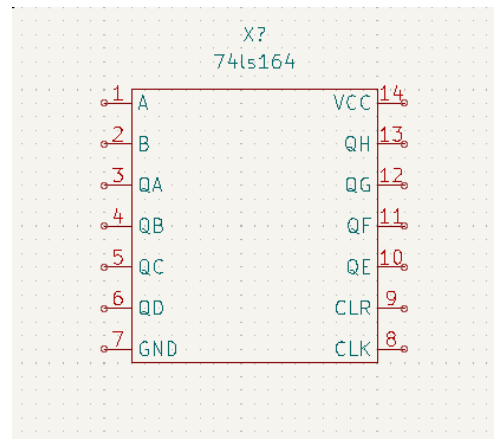 X?
74ls164
1 A VCC 14
2 B QH 13
3 QA QG 12
4 QB QF 11
5 QC QE 10
6 QD CLR 9
7 GND CLK 8